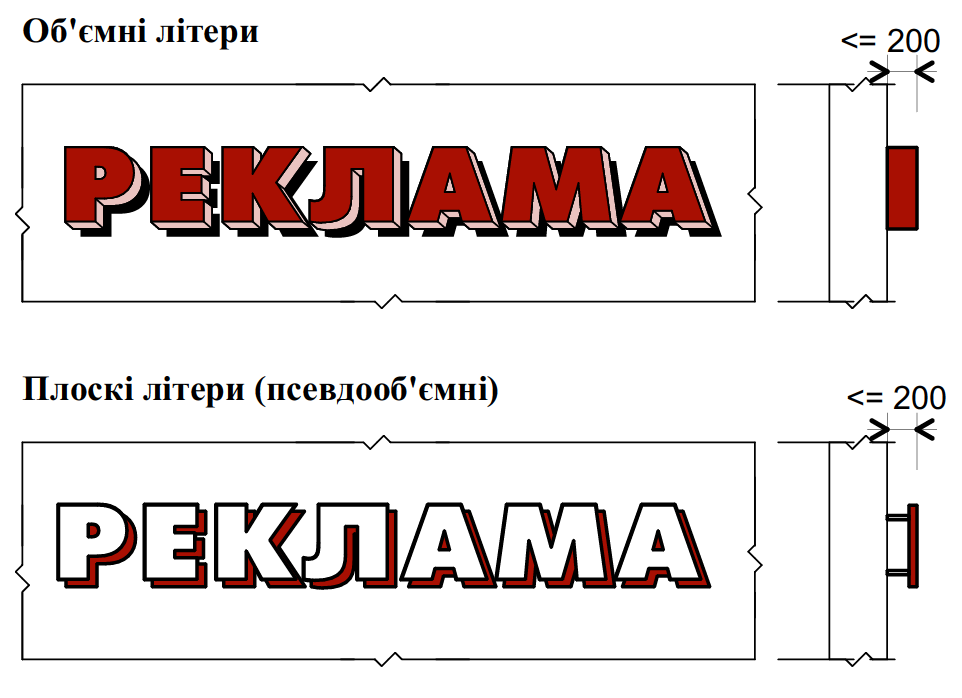 Об'ємні літери
<= 200
РЕКЛАМА
Плоскі літери (псевдооб'ємні)
<= 200
РЕКЛАМА